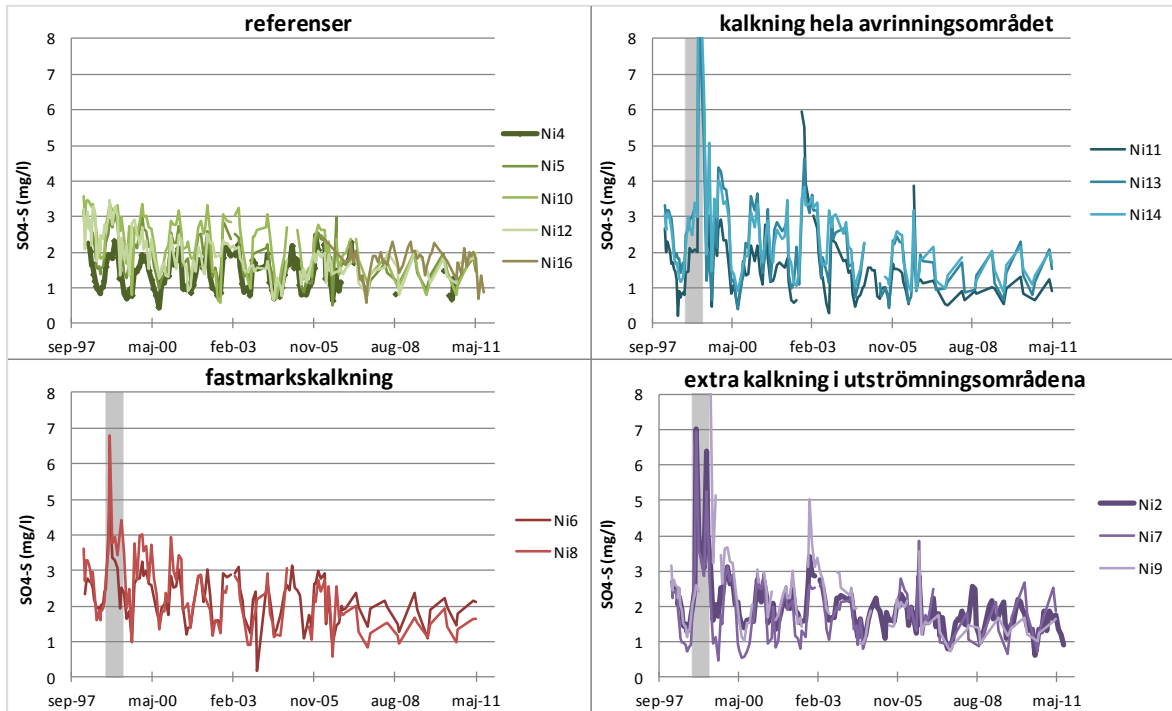 referenser
8
7
6
5
4
3
2
1
0
SO4-S (mg/l)
sep-97
maj-00
feb-03
nov-05
aug-08
maj-11
Ni4
Ni5
Ni10
Ni12
Ni16
kalkning hela avrinningsområdet
8
7
6
5
4
3
2
1
0
SO4-S (mg/l)
sep-97
maj-00
feb-03
nov-05
aug-08
maj-11
Ni11
Ni13
Ni14
fastmarkskalkning
8
7
6
5
4
3
2
1
0
SO4-S (mg/l)
sep-97
maj-00
feb-03
nov-05
aug-08
maj-11
Ni6
Ni8
extra kalkning i utströmningsområdena
8
7
6
5
4
3
2
1
0
SO4-S (mg/l)
sep-97
maj-00
feb-03
nov-05
aug-08
maj-11
Ni2
Ni7
Ni9